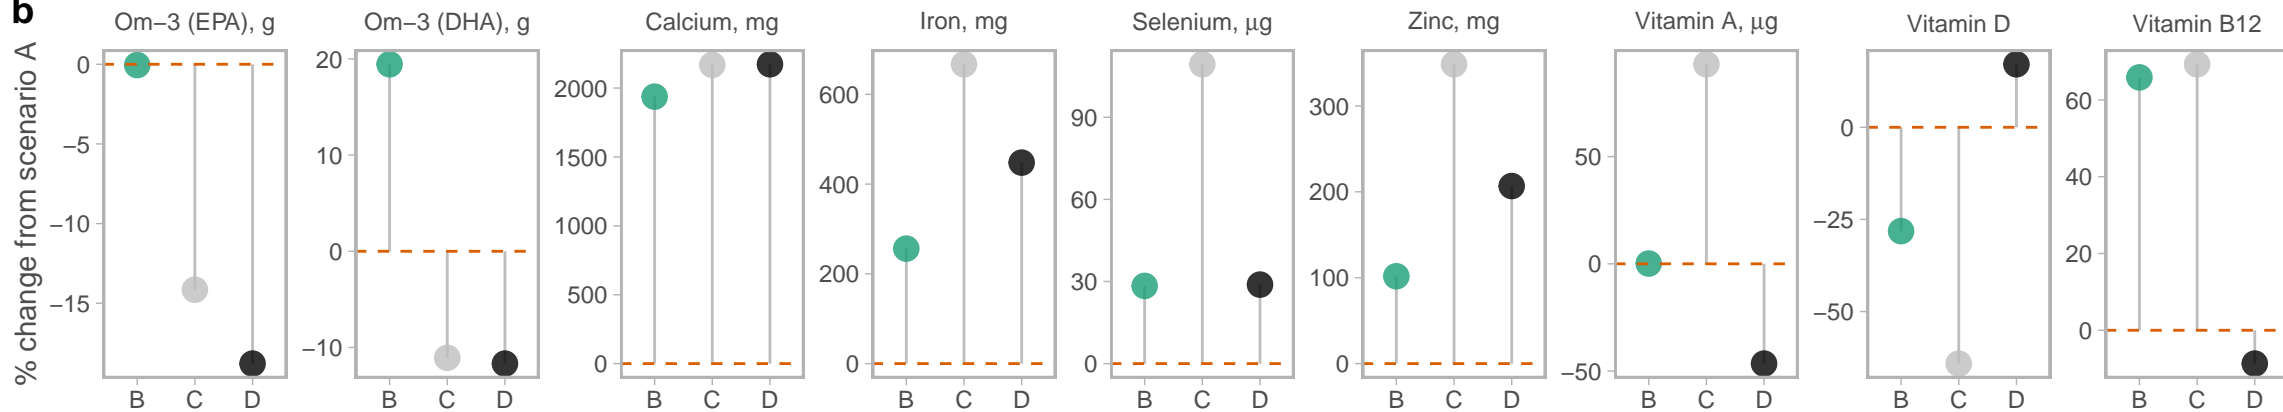 b
% change from scenario A
Om−3 (EPA), g
0
−5
−10
−15
B C D
Om−3 (DHA), g
20
10
0
−10
B C D
Calcium, mg
2000
1500
1000
500
0
B C D
Iron, mg
600
400
200
0
B C D
Selenium, μg
90
60
30
0
B C D
Zinc, mg
300
200
100
0
B C D
Vitamin A, μg
50
0
−50
B C D
Vitamin D
0
−25
−50
B C D
Vitamin B12
60
40
20
0
B C D